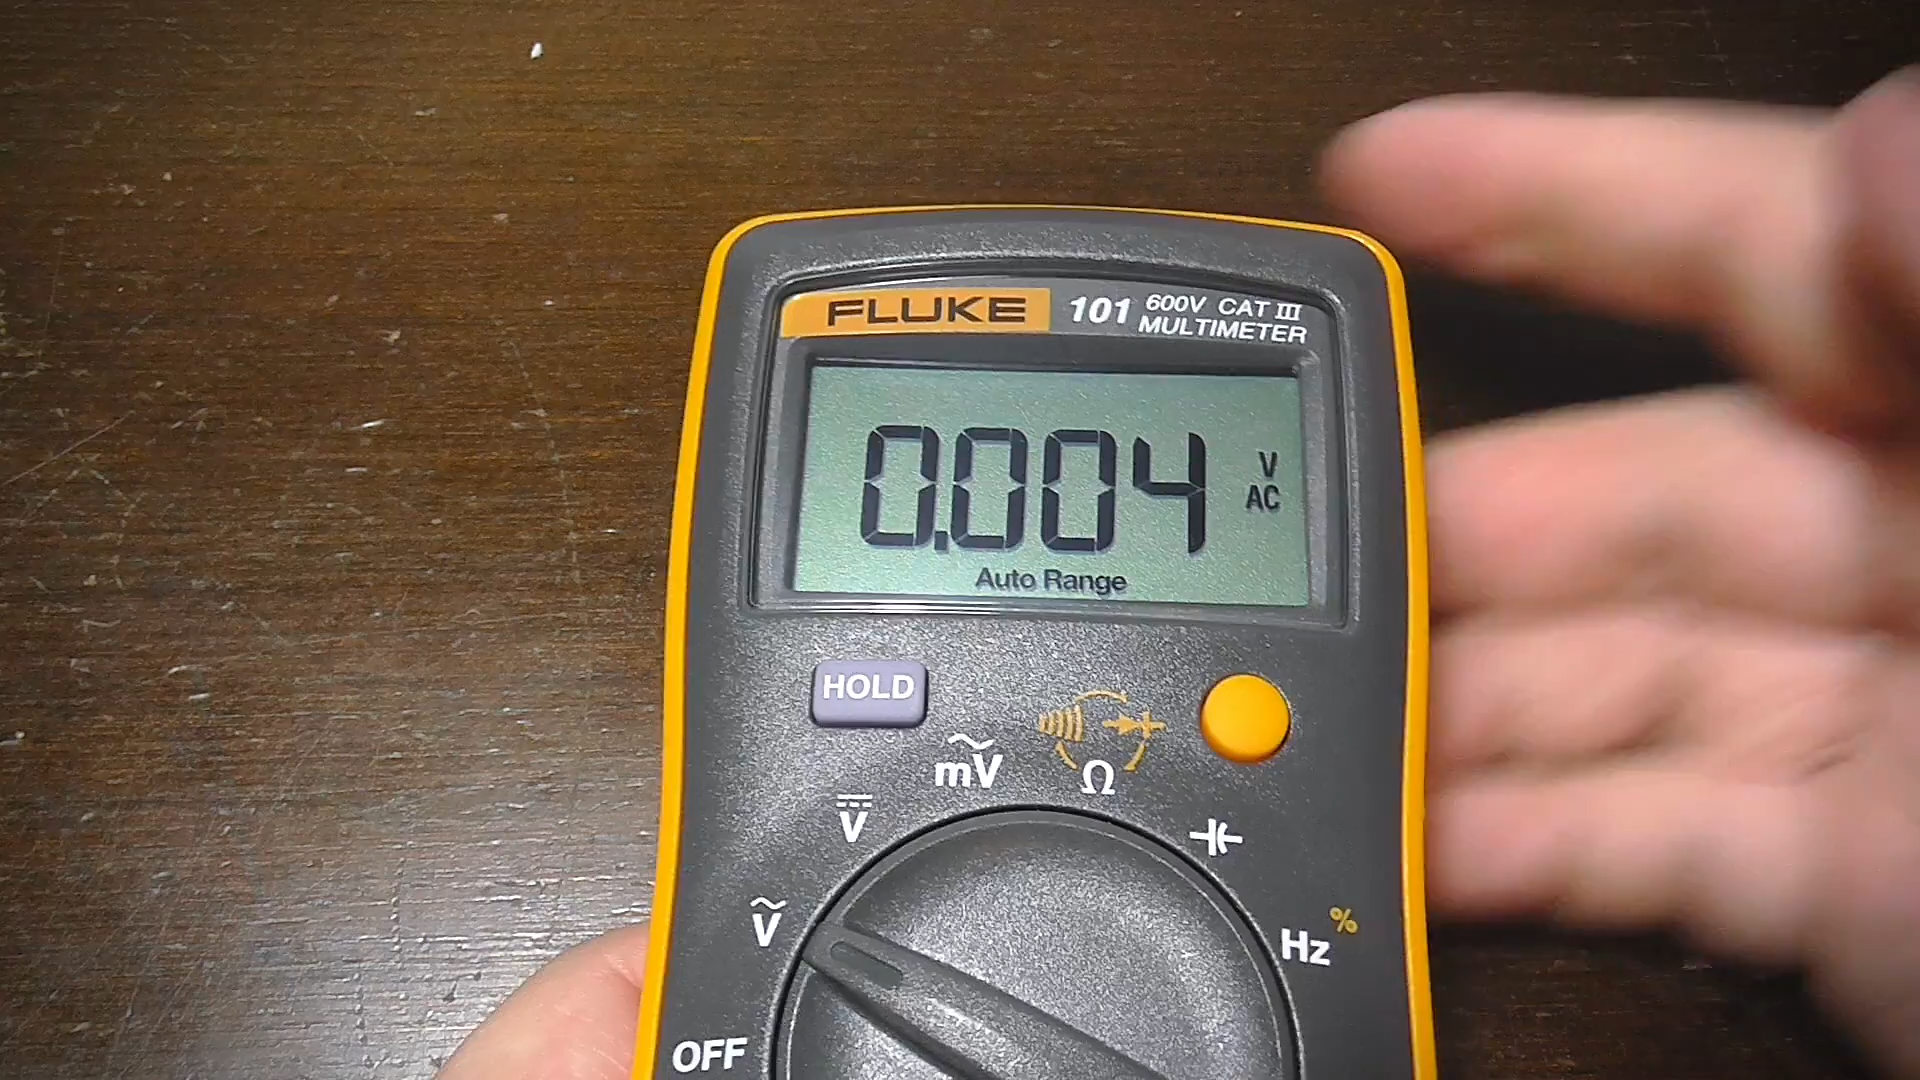 FLUKE 101 600V CAT III
MULTIMETER
0.004 V
AC
Auto Range
HOLD
mV
Ω
V
V
Hz %
OFF